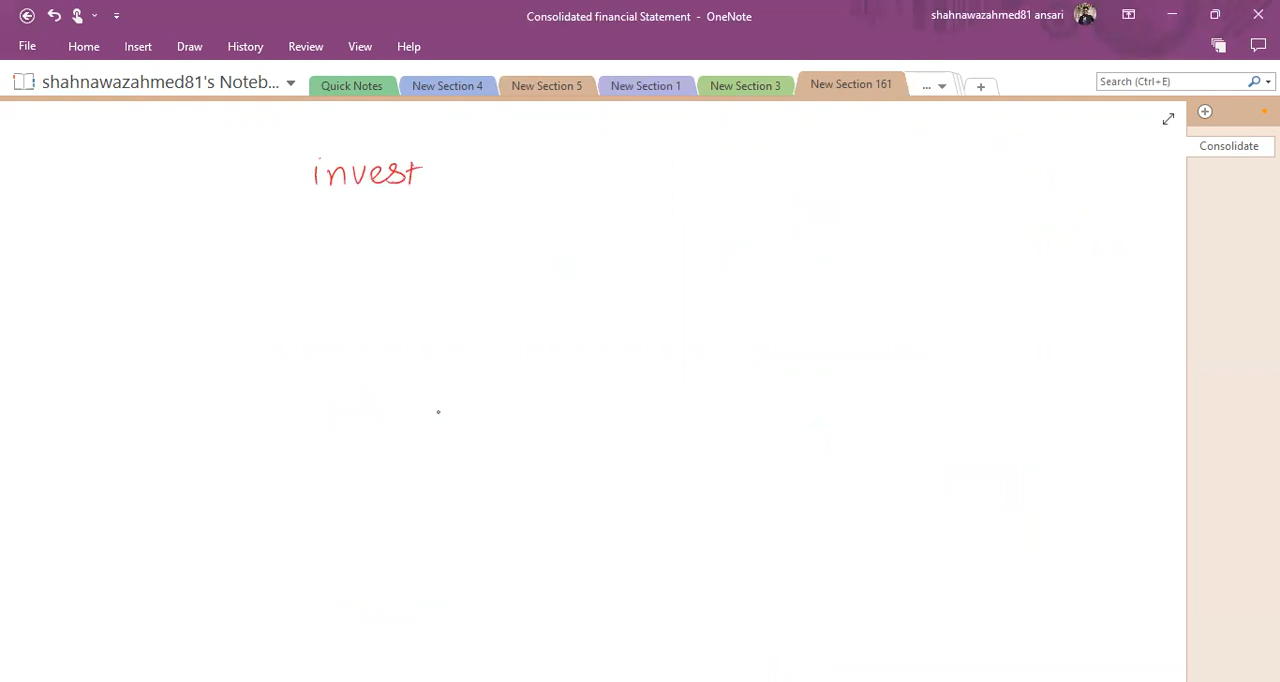 Consolidated financial Statement - OneNote
shahnawazahmed81 ansari
File Home Insert Draw History Review View Help
shahnawazahmed81's Noteb... Quick Notes New Section 4 New Section 5 New Section 1 New Section 3 New Section 161 ... + Search (Ctrl+E)
Consolidate
invest